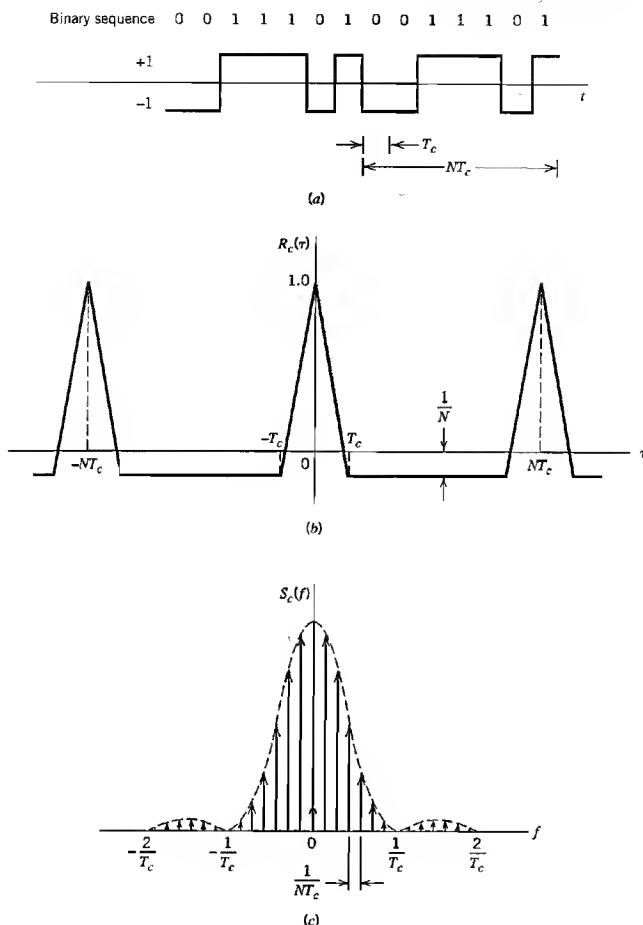 Binary sequence 0 0 1 1 1 0 1 0 0 1 1 1 0 1
+1
−1
t
T_c
NT_c
(a)
R_c(τ)
1.0
1/N
−T_c
T_c
−NT_c
0
NT_c
τ
(b)
S_c(f)
−2/T_c
−1/T_c
0
1/T_c
2/T_c
f
1/NT_c
(c)